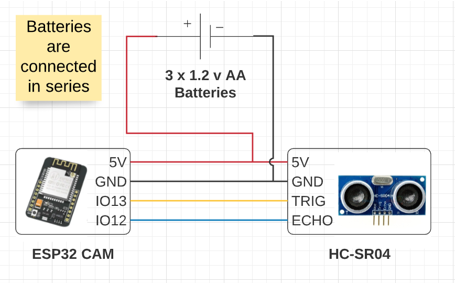 Batteries
are
connected
in series
+
−
3 x 1.2 v AA
Batteries
5V
GND
IO13
IO12
5V
GND
TRIG
ECHO
ESP32 CAM
HC-SR04